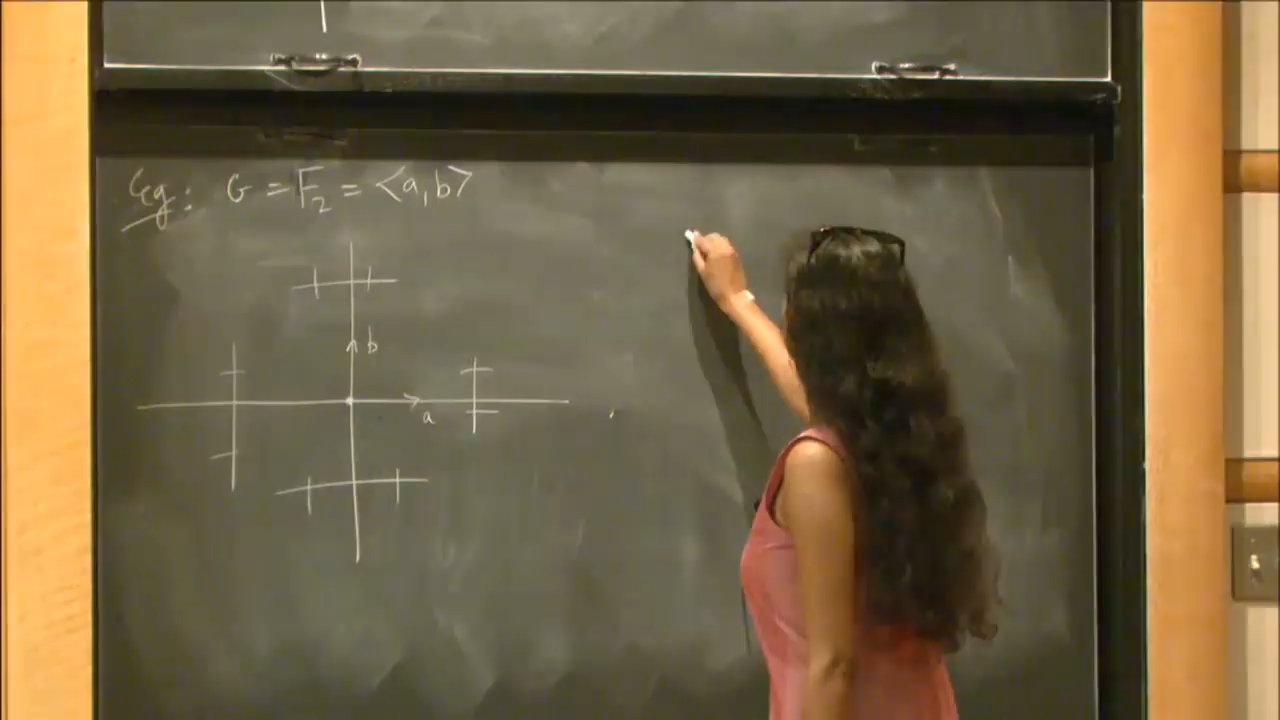 Eg: G = F₂ = <a,b>
b
a